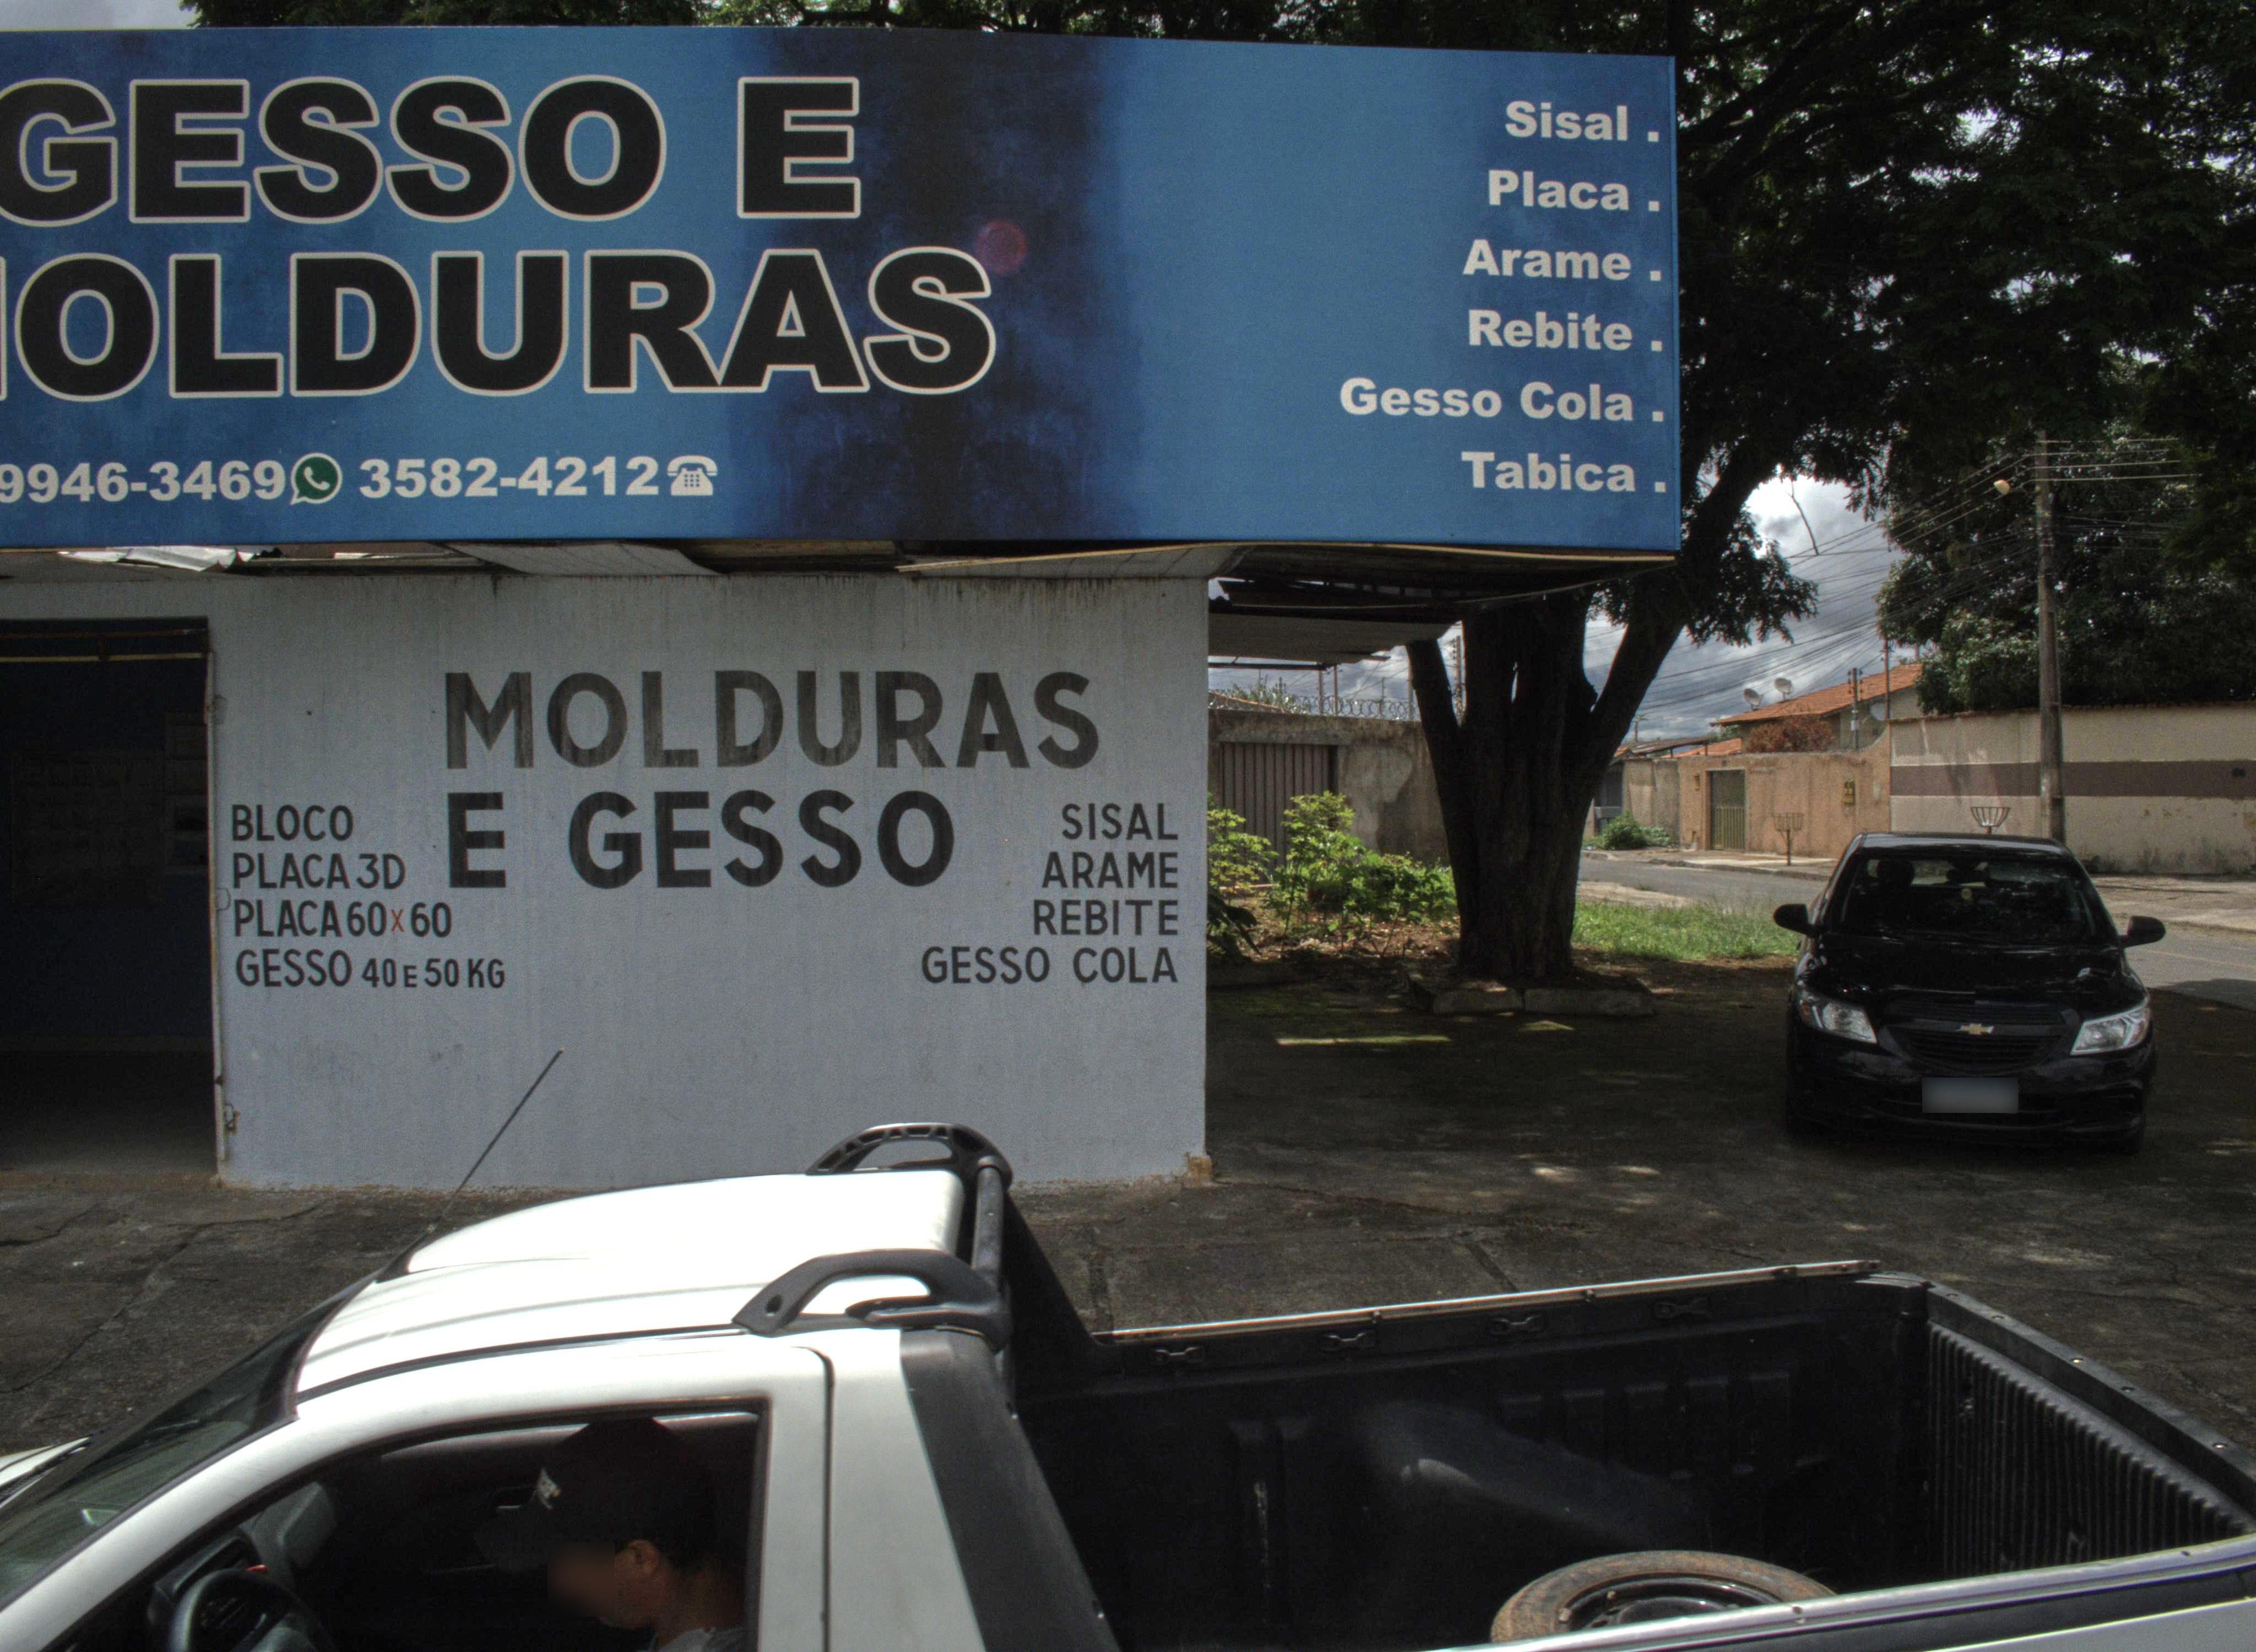 GESSO E
MOLDURAS
9946-3469 3582-4212
Sisal .
Placa .
Arame .
Rebite .
Gesso Cola .
Tabica .
MOLDURAS
E GESSO
BLOCO
PLACA 3D
PLACA 60x60
GESSO 40 E 50 KG
SISAL
ARAME
REBITE
GESSO COLA